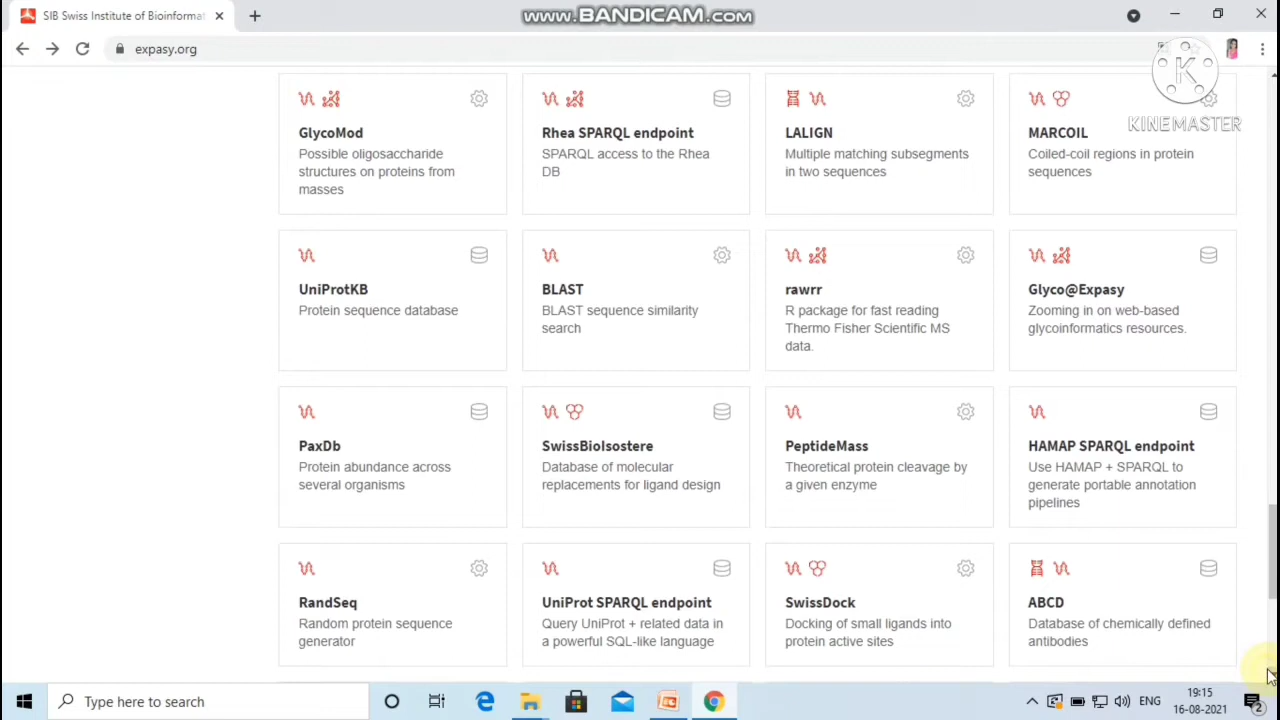 SIB Swiss Institute of Bioinformat
www.BANDICAM.com
expasy.org
K
KINEMASTER
GlycoMod
Possible oligosaccharide
structures on proteins from
masses
Rhea SPARQL endpoint
SPARQL access to the Rhea
DB
LALIGN
Multiple matching subsegments
in two sequences
MARCOIL
Coiled-coil regions in protein
sequences
UniProtKB
Protein sequence database
BLAST
BLAST sequence similarity
search
rawrr
R package for fast reading
Thermo Fisher Scientific MS
data.
Glyco@Expasy
Zooming in on web-based
glycoinformatics resources.
PaxDb
Protein abundance across
several organisms
SwissBioIsostere
Database of molecular
replacements for ligand design
PeptideMass
Theoretical protein cleavage by
a given enzyme
HAMAP SPARQL endpoint
Use HAMAP + SPARQL to
generate portable annotation
pipelines
RandSeq
Random protein sequence
generator
UniProt SPARQL endpoint
Query UniProt + related data in
a powerful SQL-like language
SwissDock
Docking of small ligands into
protein active sites
ABCD
Database of chemically defined
antibodies
Type here to search
ENG
19:15
16-08-2021
2